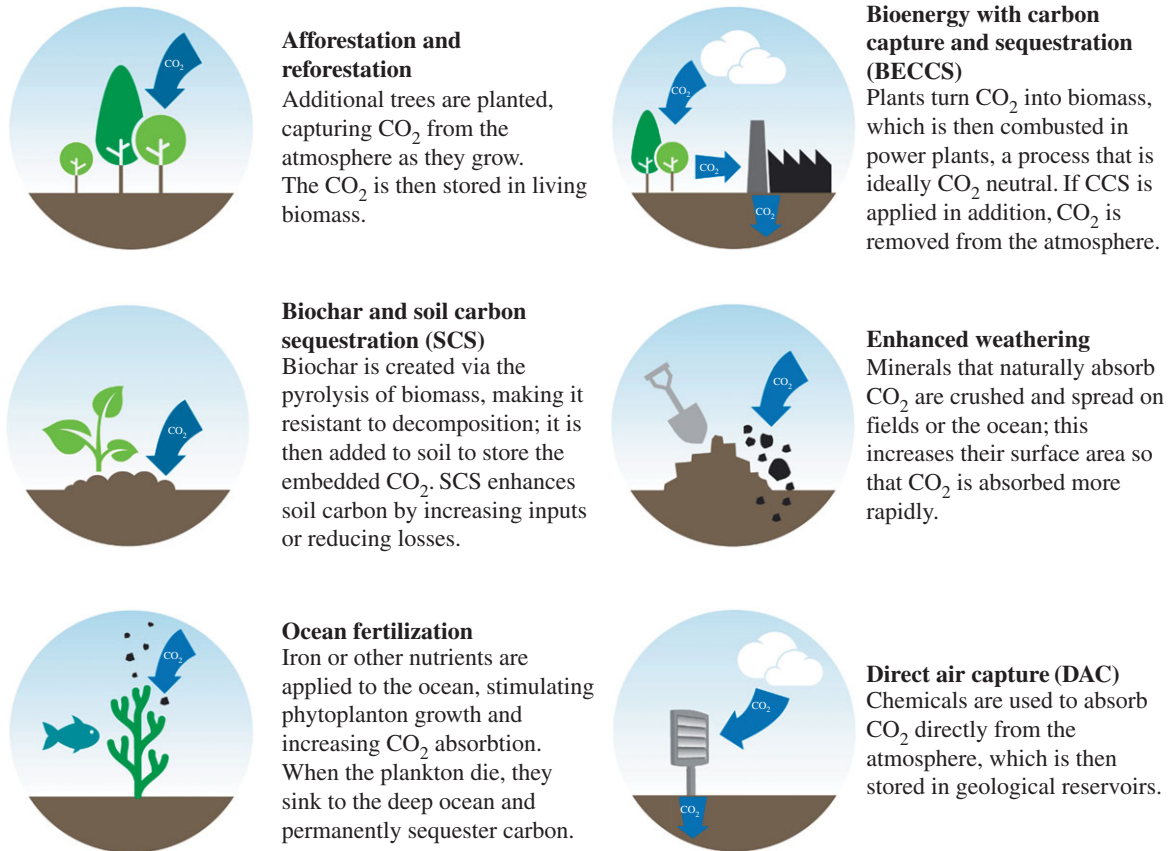 CO₂
Afforestation and
reforestation
Additional trees are planted,
capturing CO₂ from the
atmosphere as they grow.
The CO₂ is then stored in living
biomass.
CO₂
CO₂
CO₂
Bioenergy with carbon
capture and sequestration
(BECCS)
Plants turn CO₂ into biomass,
which is then combusted in
power plants, a process that is
ideally CO₂ neutral. If CCS is
applied in addition, CO₂ is
removed from the atmosphere.
CO₂
Biochar and soil carbon
sequestration (SCS)
Biochar is created via the
pyrolysis of biomass, making it
resistant to decomposition; it is
then added to soil to store the
embedded CO₂. SCS enhances
soil carbon by increasing inputs
or reducing losses.
CO₂
Enhanced weathering
Minerals that naturally absorb
CO₂ are crushed and spread on
fields or the ocean; this
increases their surface area so
that CO₂ is absorbed more
rapidly.
CO₂
Ocean fertilization
Iron or other nutrients are
applied to the ocean, stimulating
phytoplanton growth and
increasing CO₂ absorbtion.
When the plankton die, they
sink to the deep ocean and
permanently sequester carbon.
CO₂
CO₂
Direct air capture (DAC)
Chemicals are used to absorb
CO₂ directly from the
atmosphere, which is then
stored in geological reservoirs.